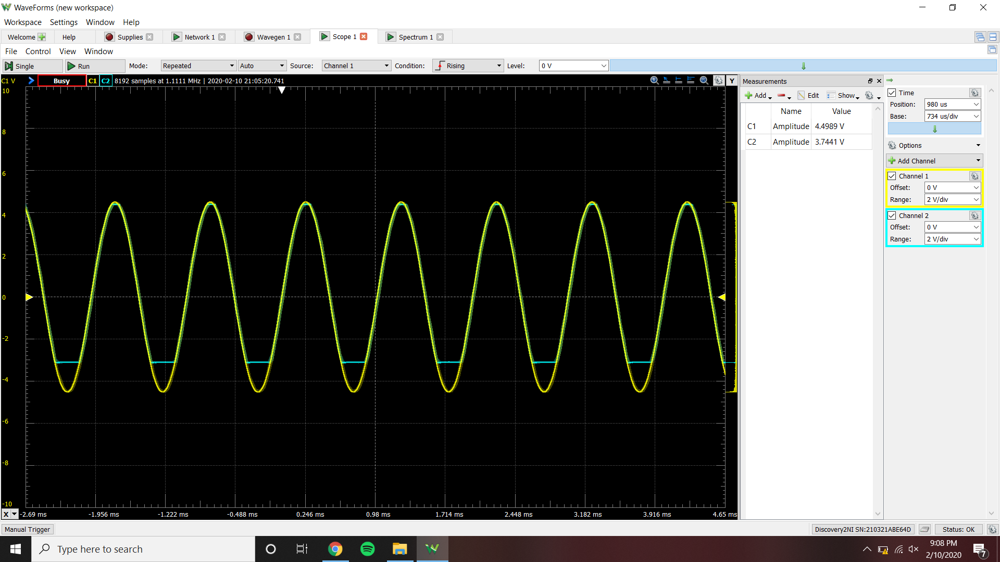 WaveForms (new workspace)
Workspace Settings Window Help
Welcome Help Supplies Network 1 Wavegen 1 Scope 1 Spectrum 1
File Control View Window
Single Run Mode: Repeated Auto Source: Channel 1 Condition: Rising Level: 0 V
C1 V Busy C1 C2 8192 samples at 1.1111 MHz | 2020-02-10 21:05:20.741 Y
10
8
6
4
2
0
-2
-4
-6
-8
-10
X -2.69 ms -1.956 ms -1.222 ms -0.488 ms 0.246 ms 0.98 ms 1.714 ms 2.448 ms 3.182 ms 3.916 ms 4.65 ms
Measurements
Add Edit Show
Name Value
C1 Amplitude 4.4989 V
C2 Amplitude 3.7441 V
Time
Position: 980 us
Base: 734 us/div
Options
Add Channel
Channel 1
Offset: 0 V
Range: 2 V/div
Channel 2
Offset: 0 V
Range: 2 V/div
Manual Trigger Discovery2NI SN:210321ABE64D Status: OK
Type here to search
9:08 PM
2/10/2020
7